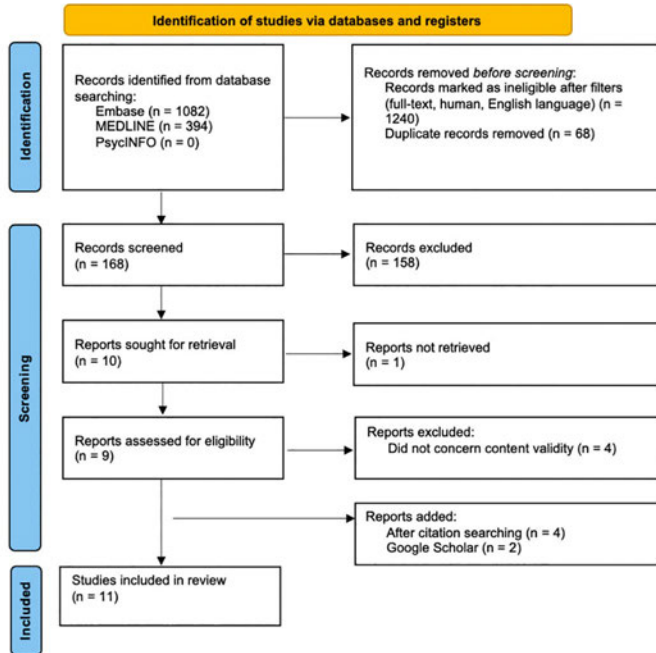 Identification of studies via databases and registers
Identification
Records identified from database
searching:
Embase (n = 1082)
MEDLINE (n = 394)
PsycINFO (n = 0)
Records removed before screening:
Records marked as ineligible after filters
(full-text, human, English language) (n =
1240)
Duplicate records removed (n = 68)
Screening
Records screened
(n = 168)
Records excluded
(n = 158)
Reports sought for retrieval
(n = 10)
Reports not retrieved
(n = 1)
Reports assessed for eligibility
(n = 9)
Reports excluded:
Did not concern content validity (n = 4)
Reports added:
After citation searching (n = 4)
Google Scholar (n = 2)
Included
Studies included in review
(n = 11)